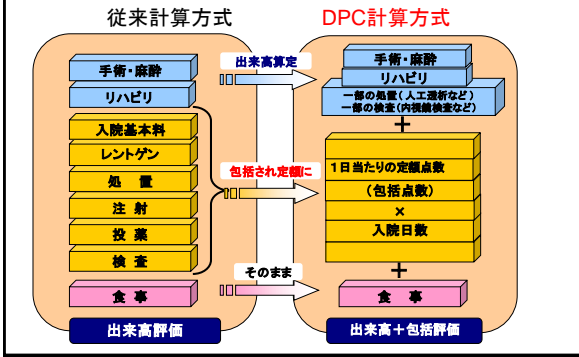 従来計算方式
DPC計算方式
手術・麻酔
リハビリ
入院基本料
レントゲン
処 置
注 射
投 薬
検 査
食 事
出来高評価
出来高算定
包括され定額に
そのまま
手術・麻酔
リハビリ
一部の処置(人工透析など)
一部の検査(内視鏡検査など)
+
1日当たりの定額点数
(包括点数)
×
入院日数
+
食 事
出来高+包括評価